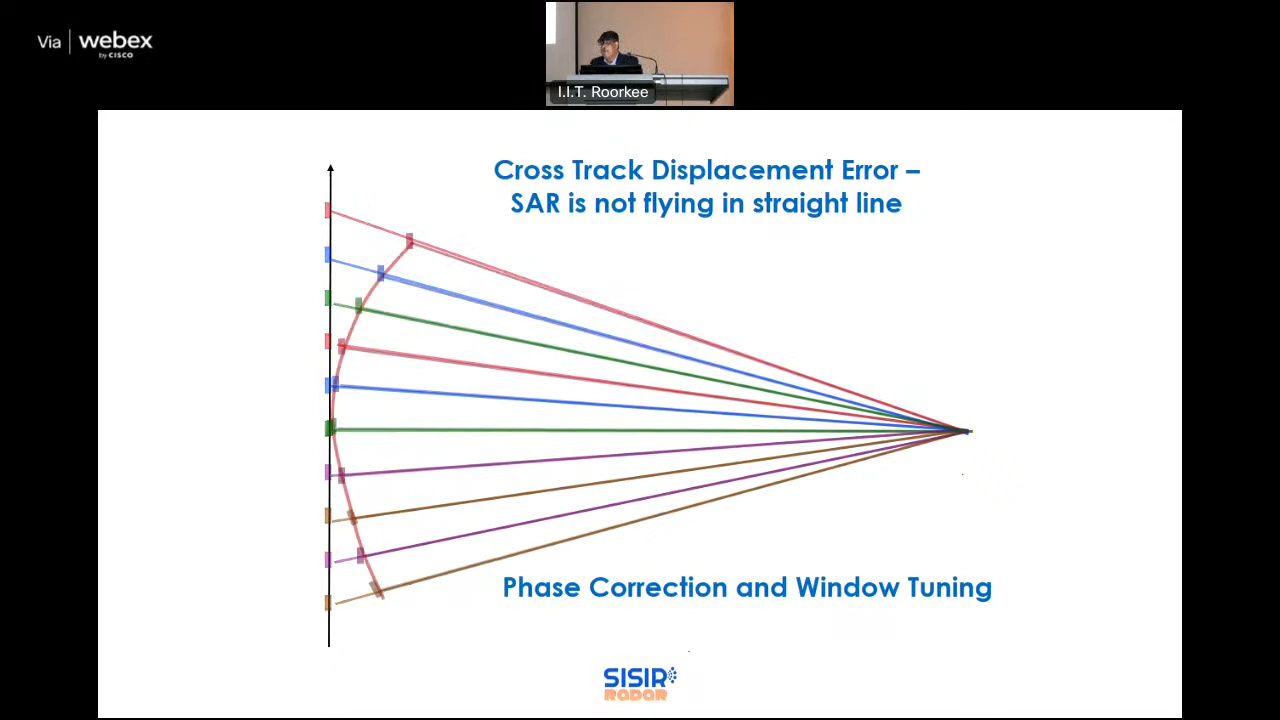 Via webex
by CISCO
I.I.T. Roorkee
Cross Track Displacement Error –
SAR is not flying in straight line
Phase Correction and Window Tuning
SISIR
RADAR